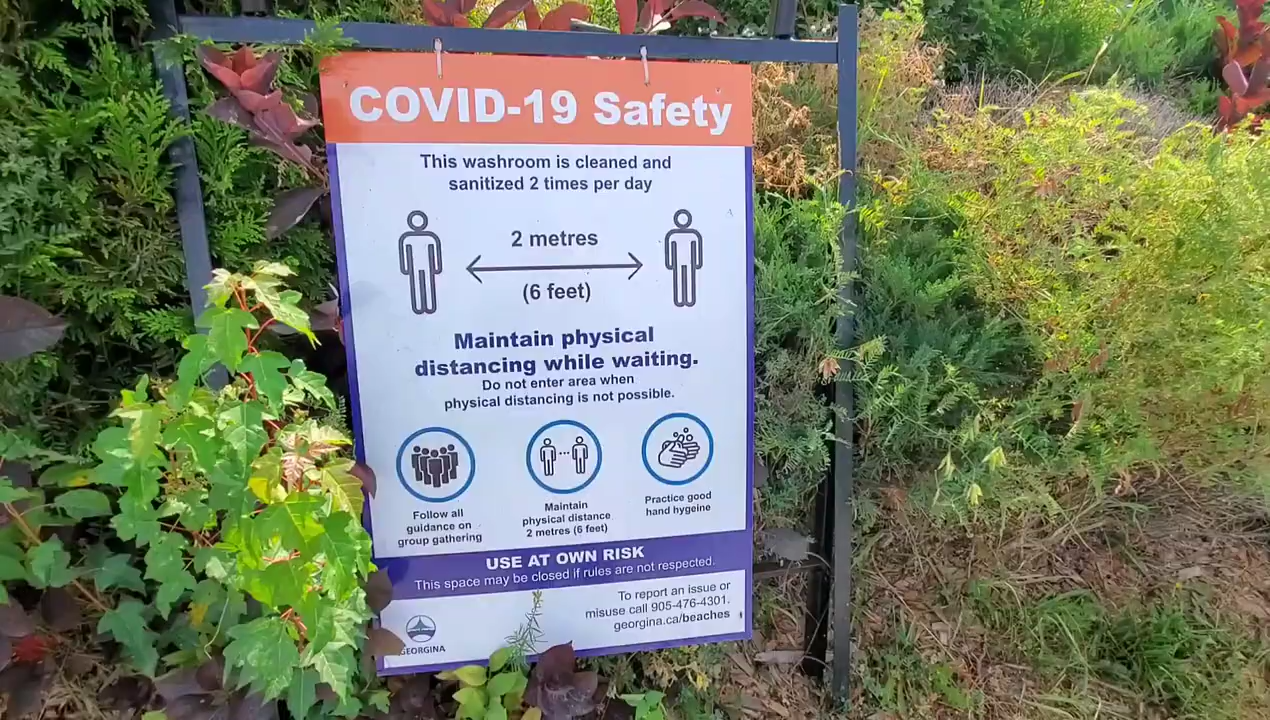 COVID-19 Safety
This washroom is cleaned and
sanitized 2 times per day
2 metres
(6 feet)
Maintain physical
distancing while waiting.
Do not enter area when
physical distancing is not possible.
Follow all
guidance on
group gathering
Maintain
physical distance
2 metres (6 feet)
Practice good
hand hygeine
USE AT OWN RISK
This space may be closed if rules are not respected.
To report an issue or
misuse call 905-476-4301.
georgina.ca/beaches
GEORGINA